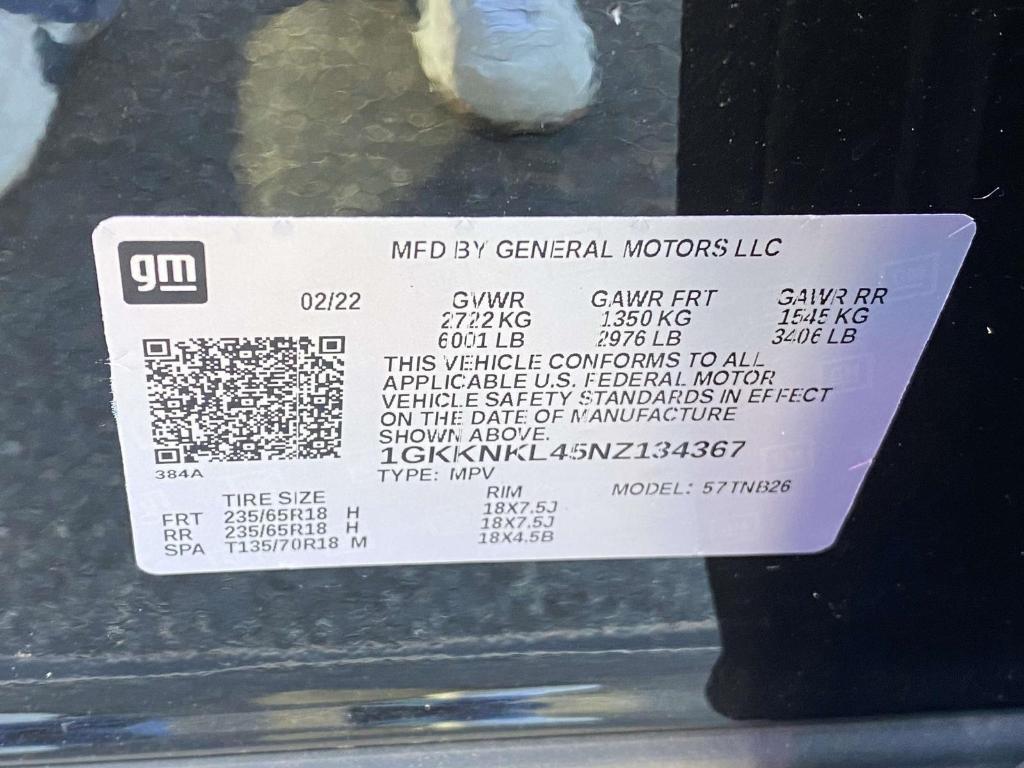 gm
MFD BY GENERAL MOTORS LLC
02/22 GVWR GAWR FRT GAWR RR
2722 KG 1350 KG 1545 KG
6001 LB 2976 LB 3406 LB
THIS VEHICLE CONFORMS TO ALL
APPLICABLE U.S. FEDERAL MOTOR
VEHICLE SAFETY STANDARDS IN EFFECT
ON THE DATE OF MANUFACTURE
SHOWN ABOVE.
1GKKNKL45NZ134367
384A
TYPE: MPV
TIRE SIZE RIM MODEL: 57TNB26
FRT 235/65R18 H 18X7.5J
RR 235/65R18 H 18X7.5J
SPA T135/70R18 M 18X4.5B